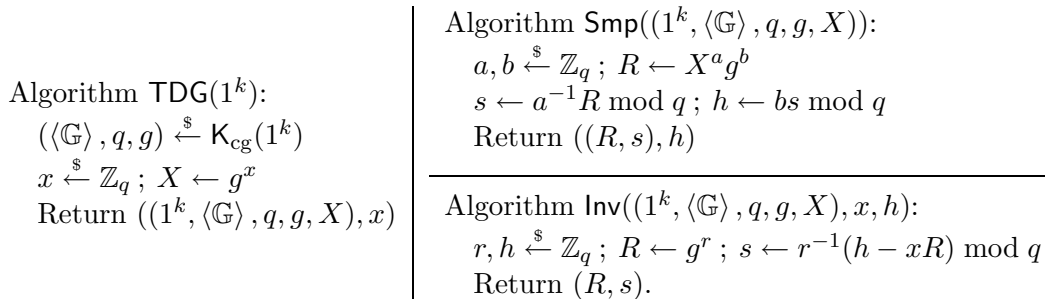 Algorithm TDG(1^k):
(⟨𝔾⟩, q, g) ←$ K_cg(1^k)
x ←$ ℤ_q ; X ← g^x
Return ((1^k, ⟨𝔾⟩, q, g, X), x)
Algorithm Smp((1^k, ⟨𝔾⟩, q, g, X)):
a, b ←$ ℤ_q ; R ← X^a g^b
s ← a^{-1}R mod q ; h ← bs mod q
Return ((R, s), h)
Algorithm Inv((1^k, ⟨𝔾⟩, q, g, X), x, h):
r, h ←$ ℤ_q ; R ← g^r ; s ← r^{-1}(h − xR) mod q
Return (R, s).